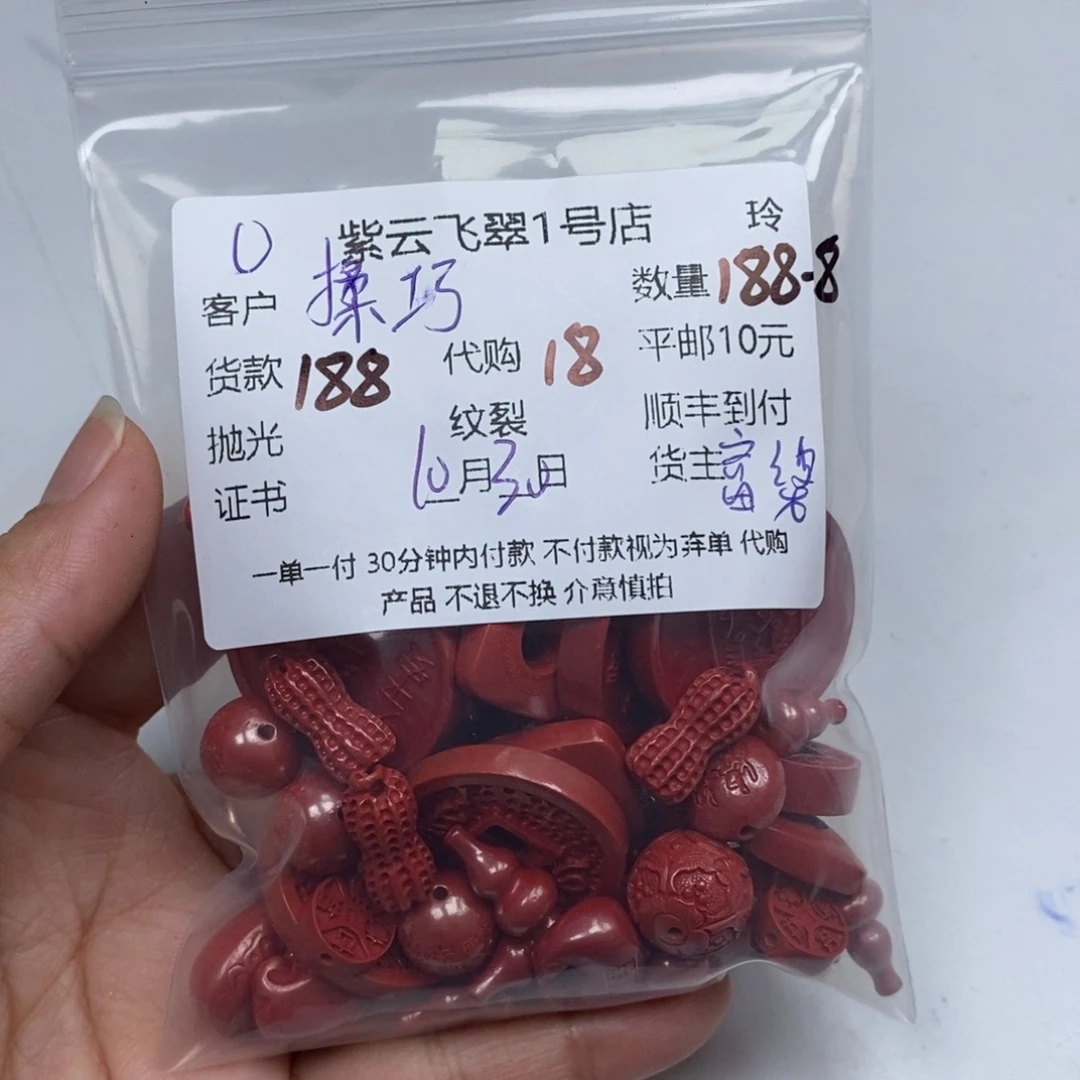 O 紫云飞翠1号店 玲
客户 操巧 数量 188-8
货款 188 代购 18 平邮10元
抛光 纹裂 顺丰到付
证书 10月30日 货主 富
一单一付 30分钟内付款 不付款视为弃单 代购
产品 不退不换 介意慎拍